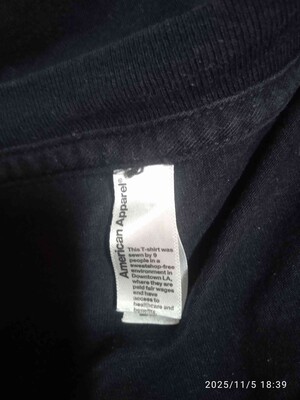 American Apparel®
This T-shirt was
sewn by 9
people in a
sweatshop-free
environment in
Downtown LA,
where they are
paid fair wages
and have
access to
healthcare and
benefits.
2025/11/5 18:39